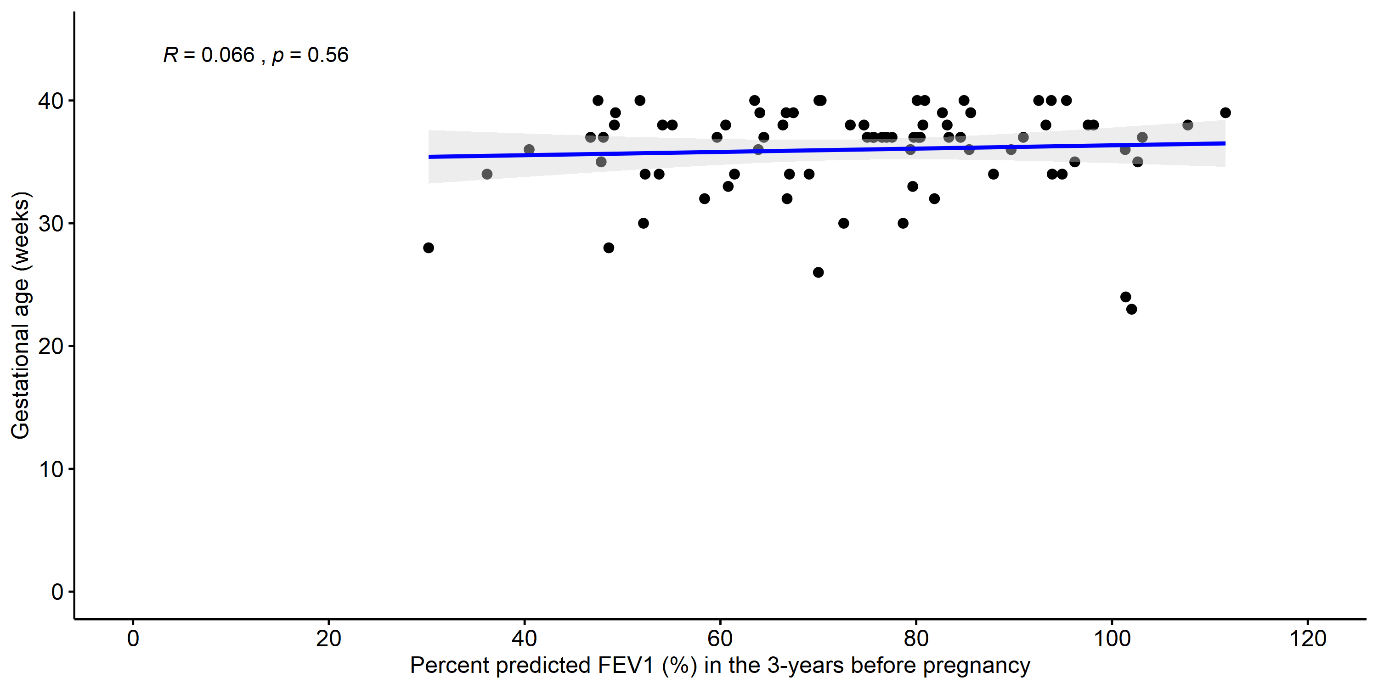 R = 0.066 , p = 0.56
Gestational age (weeks)
40
30
20
10
0
0 20 40 60 80 100 120
Percent predicted FEV1 (%) in the 3-years before pregnancy